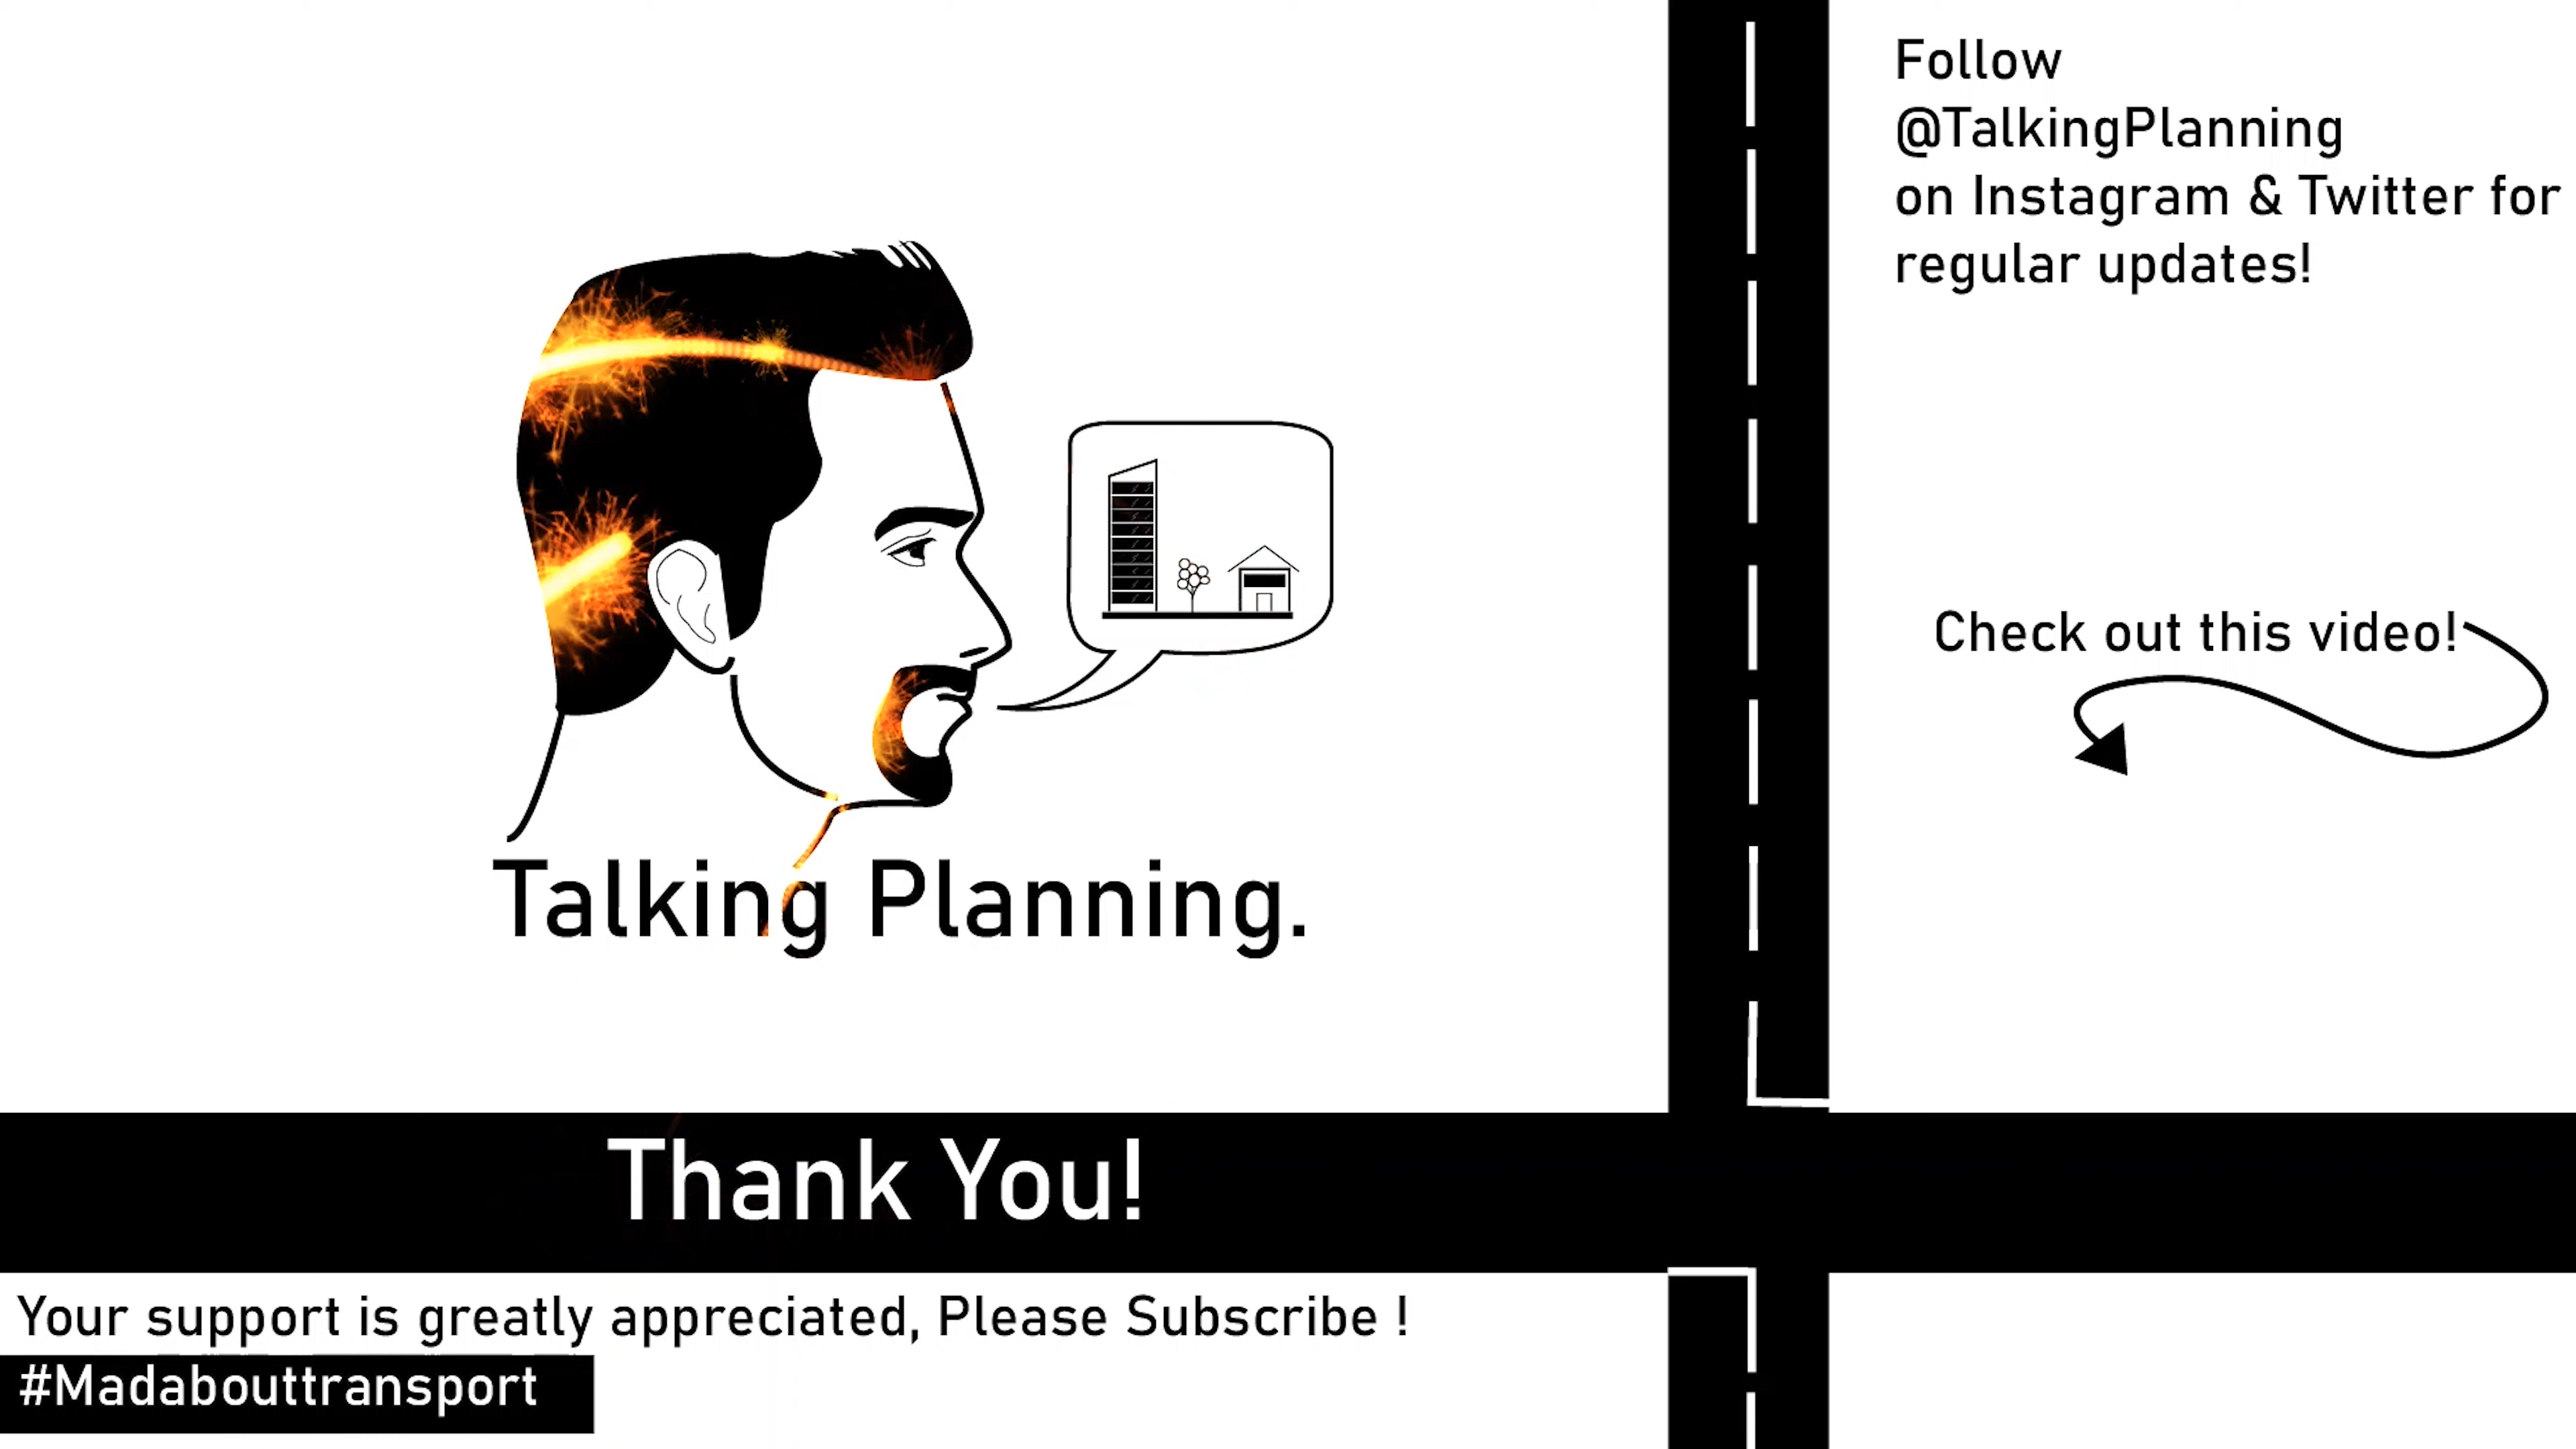 Follow
@TalkingPlanning
on Instagram & Twitter for
regular updates!
Check out this video!
Talking Planning.
Thank You!
Your support is greatly appreciated, Please Subscribe !
#Madabouttransport